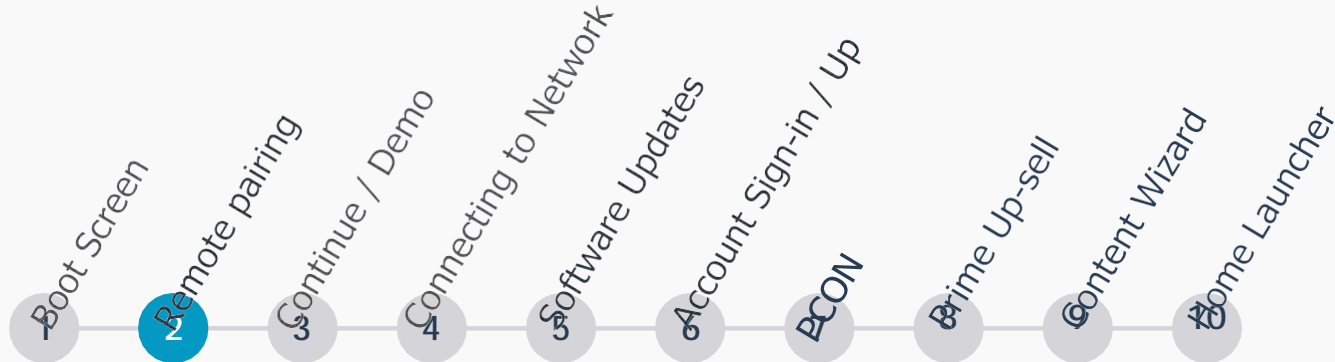 Boot Screen
Remote pairing
Continue / Demo
Connecting to Network
Software Updates
Account Sign-in / Up
PCON
Prime Up-sell
Content Wizard
Home Launcher
1
2
3
4
5
6
7
8
9
10